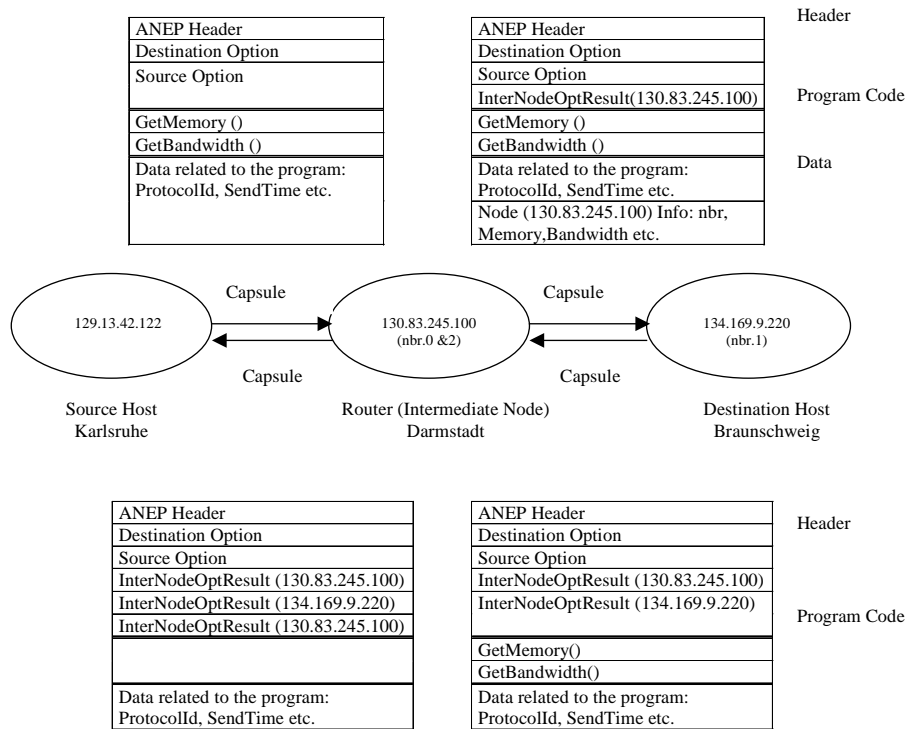 Header
ANEP Header
Destination Option
Source Option
GetMemory ()
GetBandwidth ()
Data related to the program:
ProtocolId, SendTime etc.
ANEP Header
Destination Option
Source Option
InterNodeOptResult(130.83.245.100)
GetMemory ()
GetBandwidth ()
Data related to the program:
ProtocolId, SendTime etc.
Node (130.83.245.100) Info: nbr,
Memory,Bandwidth etc.
Program Code
Data
Capsule
Capsule
129.13.42.122
130.83.245.100
(nbr.0 &2)
134.169.9.220
(nbr.1)
Capsule
Capsule
Source Host
Karlsruhe
Router (Intermediate Node)
Darmstadt
Destination Host
Braunschweig
ANEP Header
Destination Option
Source Option
InterNodeOptResult (130.83.245.100)
InterNodeOptResult (134.169.9.220)
InterNodeOptResult (130.83.245.100)
Data related to the program:
ProtocolId, SendTime etc.
ANEP Header
Destination Option
Source Option
InterNodeOptResult (130.83.245.100)
InterNodeOptResult (134.169.9.220)
GetMemory()
GetBandwidth()
Data related to the program:
ProtocolId, SendTime etc.
Header
Program Code